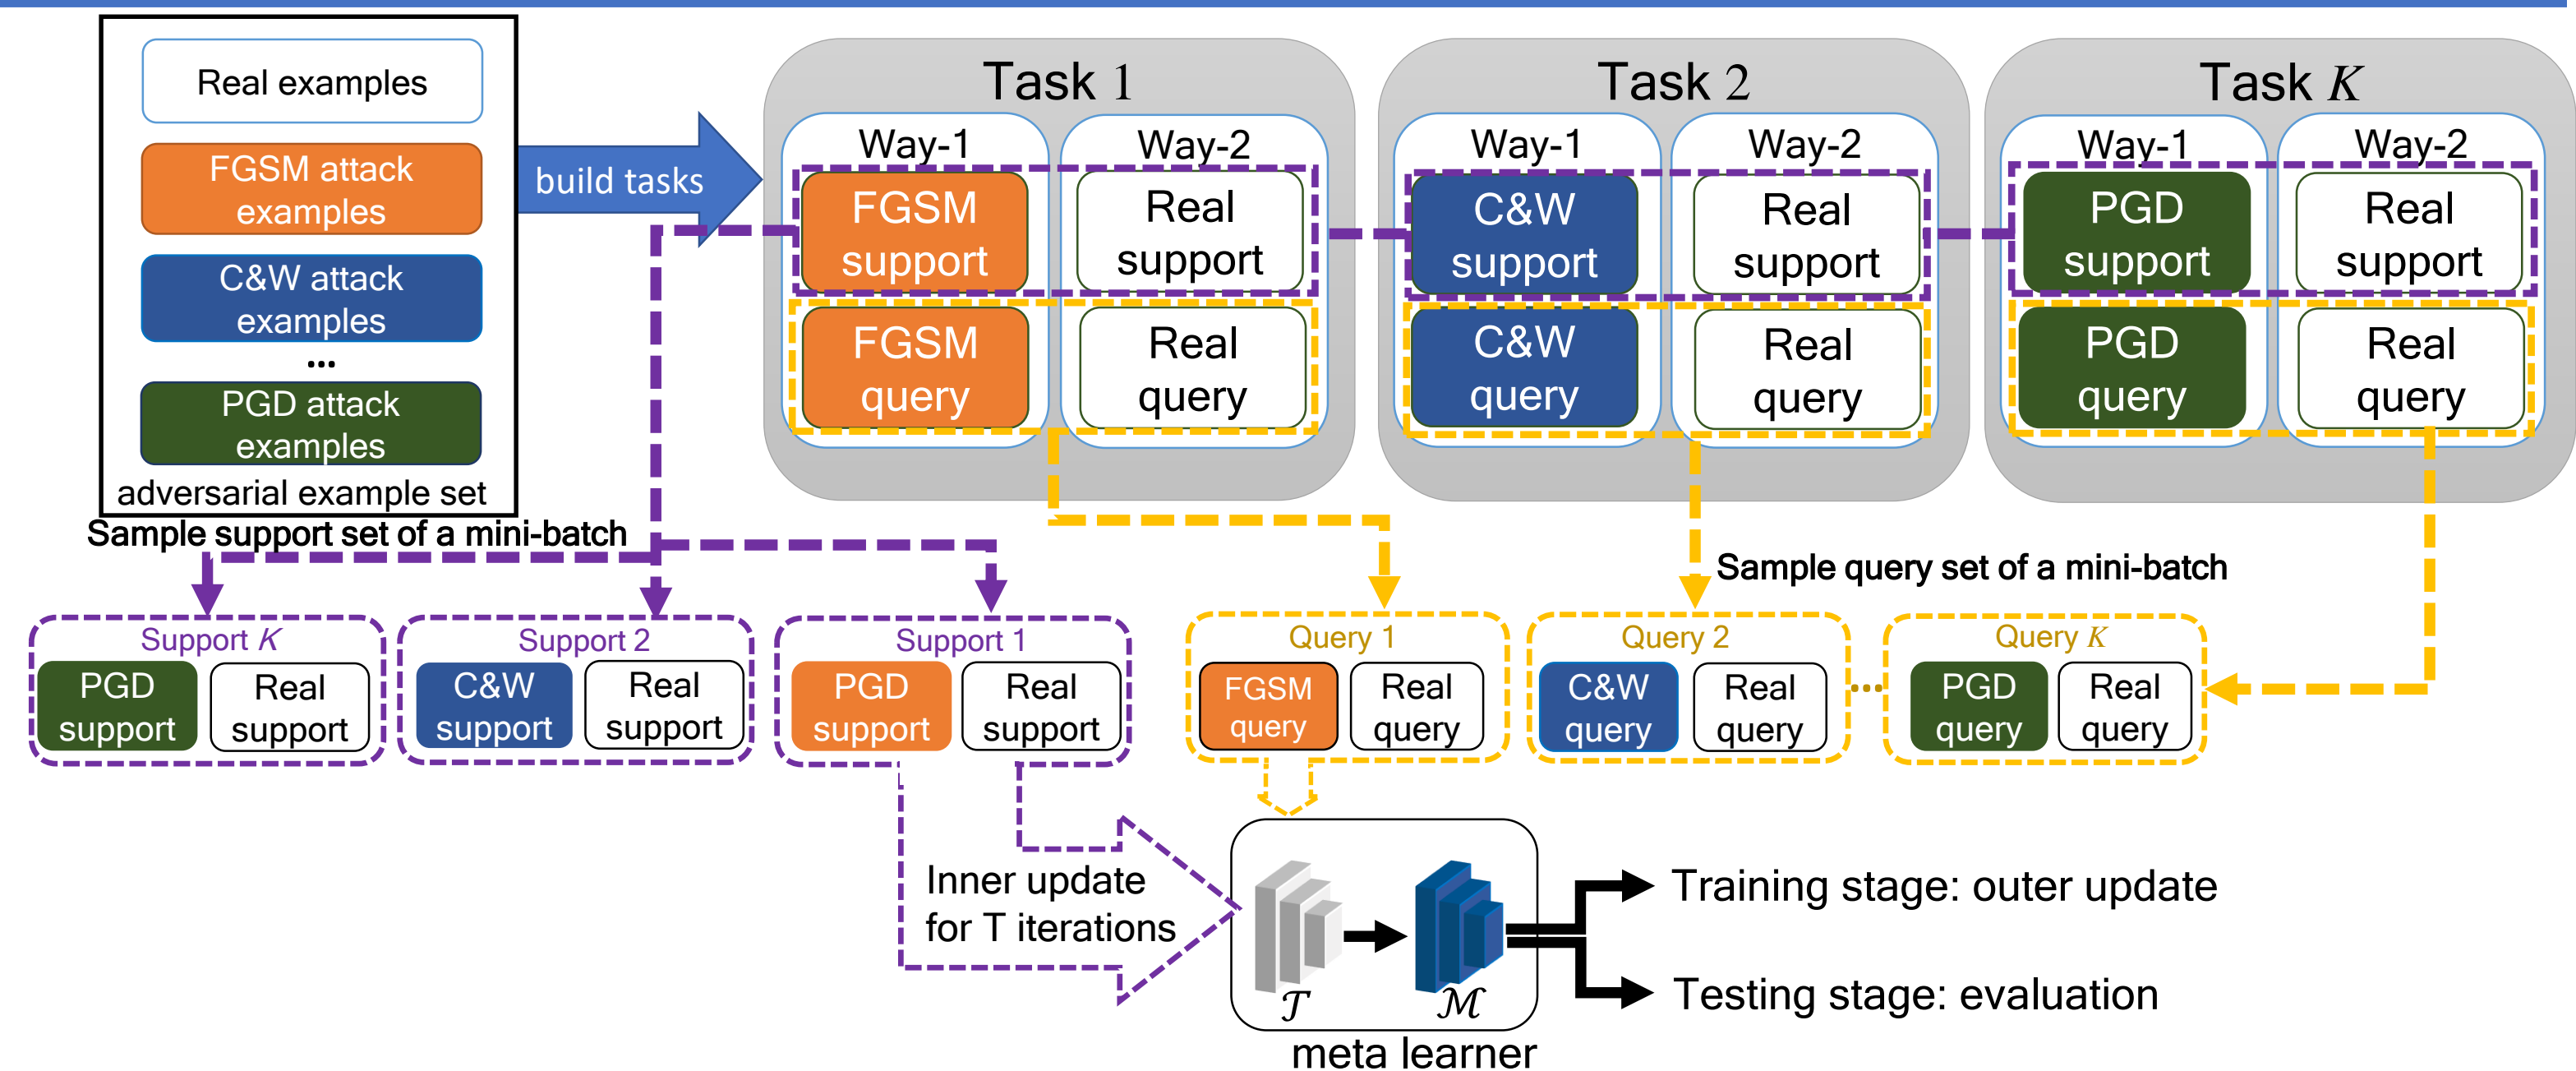 Real examples
FGSM attack
examples
C&W attack
examples
...
PGD attack
examples
adversarial example set
build tasks
Task 1
Way-1
Way-2
FGSM
support
Real
support
FGSM
query
Real
query
Task 2
Way-1
Way-2
C&W
support
Real
support
C&W
query
Real
query
Task K
Way-1
Way-2
PGD
support
Real
support
PGD
query
Real
query
Sample support set of a mini-batch
Sample query set of a mini-batch
Support K
PGD
support
Real
support
Support 2
C&W
support
Real
support
Support 1
PGD
support
Real
support
Query 1
FGSM
query
Real
query
Query 2
C&W
query
Real
query
...
Query K
PGD
query
Real
query
Inner update
for T iterations
𝒯
ℳ
meta learner
Training stage: outer update
Testing stage: evaluation